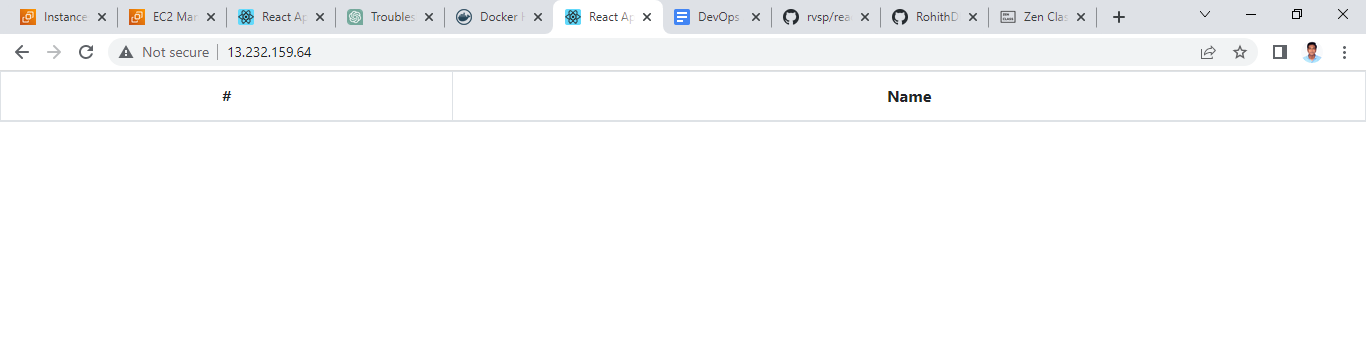 Instance EC2 Mar React Ap Troubles Docker React Ap DevOps rvsp/rea RohithD Zen Clas
Not secure 13.232.159.64
# Name